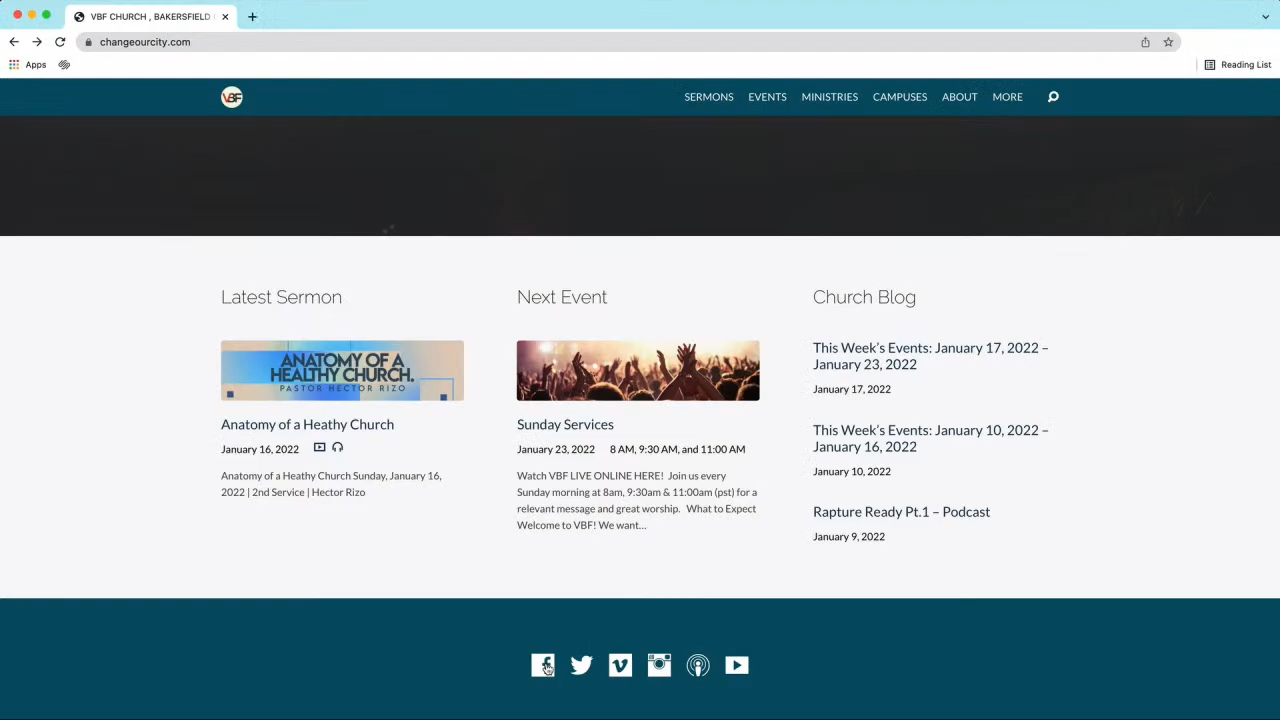 VBF CHURCH , BAKERSFIELD
changeourcity.com
Apps
Reading List
VBF
SERMONS EVENTS MINISTRIES CAMPUSES ABOUT MORE
Latest Sermon
ANATOMY OF A
HEALTHY CHURCH.
PASTOR HECTOR RIZO
Anatomy of a Heathy Church
January 16, 2022
Anatomy of a Heathy Church Sunday, January 16,
2022 | 2nd Service | Hector Rizo
Next Event
Sunday Services
January 23, 2022 8 AM, 9:30 AM, and 11:00 AM
Watch VBF LIVE ONLINE HERE! Join us every
Sunday morning at 8am, 9:30am & 11:00am (pst) for a
relevant message and great worship. What to Expect
Welcome to VBF! We want...
Church Blog
This Week's Events: January 17, 2022 –
January 23, 2022
January 17, 2022
This Week's Events: January 10, 2022 –
January 16, 2022
January 10, 2022
Rapture Ready Pt.1 – Podcast
January 9, 2022